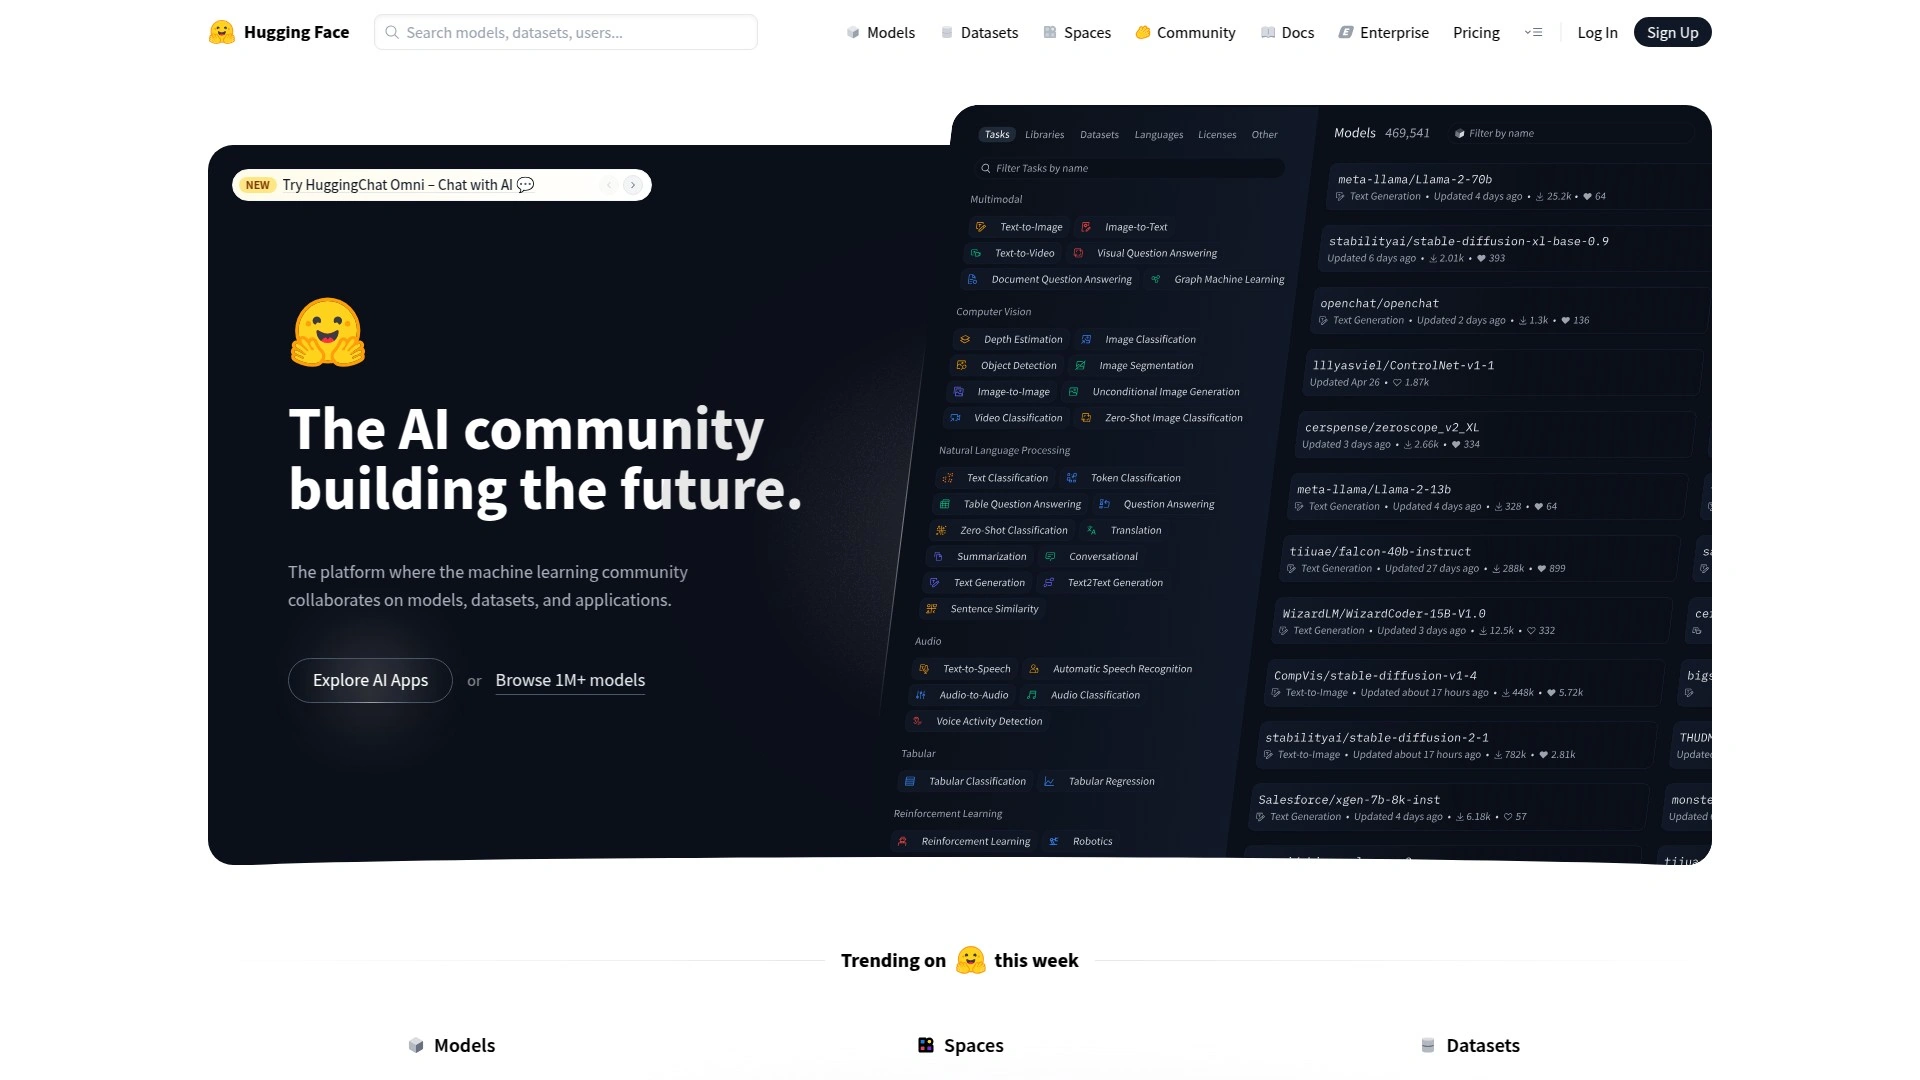 Hugging Face
Search models, datasets, users...
Models
Datasets
Spaces
Community
Docs
Enterprise
Pricing
Log In
Sign Up
NEW Try HuggingChat Omni – Chat with AI 💬
The AI community
building the future.
The platform where the machine learning community
collaborates on models, datasets, and applications.
Explore AI Apps or Browse 1M+ models
Tasks Libraries Datasets Languages Licenses Other
Filter Tasks by name
Multimodal
Text-to-Image Image-to-Text
Text-to-Video Visual Question Answering
Document Question Answering Graph Machine Learning
Computer Vision
Depth Estimation Image Classification
Object Detection Image Segmentation
Image-to-Image Unconditional Image Generation
Video Classification Zero-Shot Image Classification
Natural Language Processing
Text Classification Token Classification
Table Question Answering Question Answering
Zero-Shot Classification Translation
Summarization Conversational
Text Generation Text2Text Generation
Sentence Similarity
Audio
Text-to-Speech Automatic Speech Recognition
Audio-to-Audio Audio Classification
Voice Activity Detection
Tabular
Tabular Classification Tabular Regression
Reinforcement Learning
Reinforcement Learning Robotics
Models 469,541 Filter by name
meta-llama/Llama-2-70b
Text Generation • Updated 4 days ago • 25.2k • 64
stabilityai/stable-diffusion-xl-base-0.9
Updated 6 days ago • 2.01k • 393
openchat/openchat
Text Generation • Updated 2 days ago • 1.3k • 136
lllyasviel/ControlNet-v1-1
Updated Apr 26 • 1.87k
cerspense/zeroscope_v2_XL
Updated 3 days ago • 2.66k • 334
meta-llama/Llama-2-13b
Text Generation • Updated 4 days ago • 328 • 64
tiiuae/falcon-40b-instruct
Text Generation • Updated 27 days ago • 288k • 899
WizardLM/WizardCoder-15B-V1.0
Text Generation • Updated 3 days ago • 12.5k • 332
CompVis/stable-diffusion-v1-4
Text-to-Image • Updated about 17 hours ago • 448k • 5.72k
stabilityai/stable-diffusion-2-1
Text-to-Image • Updated about 17 hours ago • 782k • 2.81k
Salesforce/xgen-7b-8k-inst
Text Generation • Updated 4 days ago • 6.18k • 57
Trending on 🤗 this week
Models
Spaces
Datasets